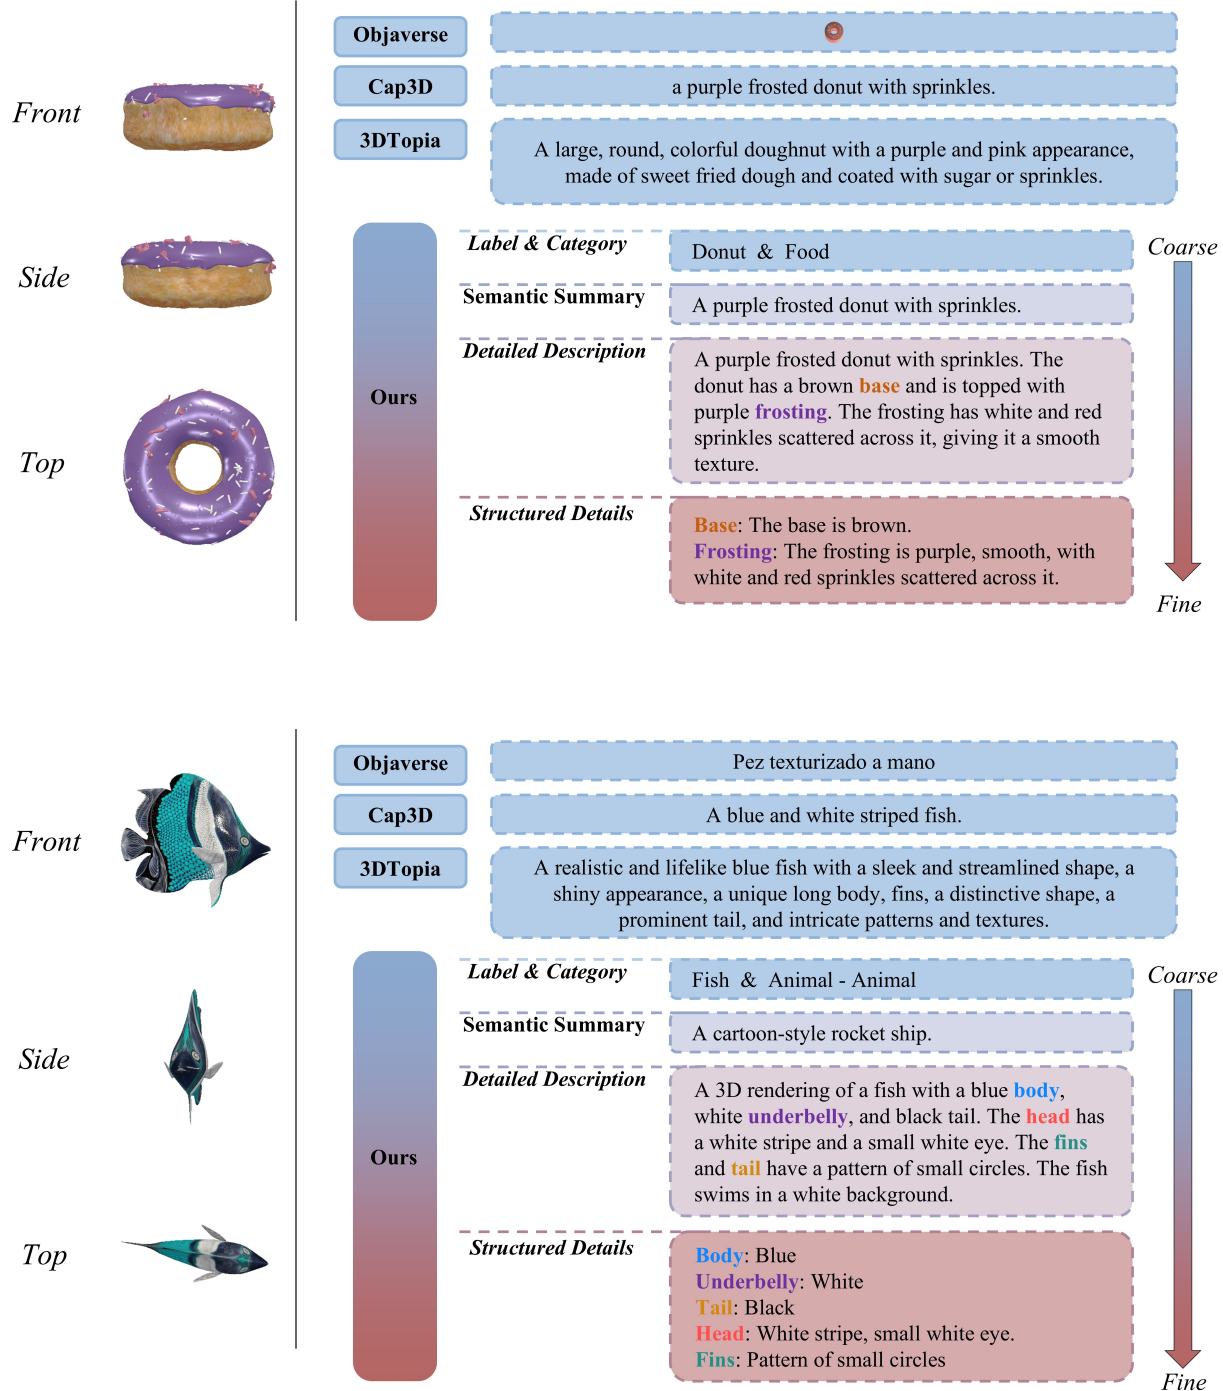 Objaverse
🍩
Cap3D
a purple frosted donut with sprinkles.
3DTopia
A large, round, colorful doughnut with a purple and pink appearance,
made of sweet fried dough and coated with sugar or sprinkles.
Front
Side
Top
Ours
Label & Category
Donut & Food
Semantic Summary
A purple frosted donut with sprinkles.
Detailed Description
A purple frosted donut with sprinkles. The
donut has a brown base and is topped with
purple frosting. The frosting has white and red
sprinkles scattered across it, giving it a smooth
texture.
Structured Details
Base: The base is brown.
Frosting: The frosting is purple, smooth, with
white and red sprinkles scattered across it.
Coarse
Fine
Objaverse
Pez texturizado a mano
Cap3D
A blue and white striped fish.
3DTopia
A realistic and lifelike blue fish with a sleek and streamlined shape, a
shiny appearance, a unique long body, fins, a distinctive shape, a
prominent tail, and intricate patterns and textures.
Front
Side
Top
Ours
Label & Category
Fish & Animal - Animal
Semantic Summary
A cartoon-style rocket ship.
Detailed Description
A 3D rendering of a fish with a blue body,
white underbelly, and black tail. The head has
a white stripe and a small white eye. The fins
and tail have a pattern of small circles. The fish
swims in a white background.
Structured Details
Body: Blue
Underbelly: White
Tail: Black
Head: White stripe, small white eye.
Fins: Pattern of small circles
Coarse
Fine